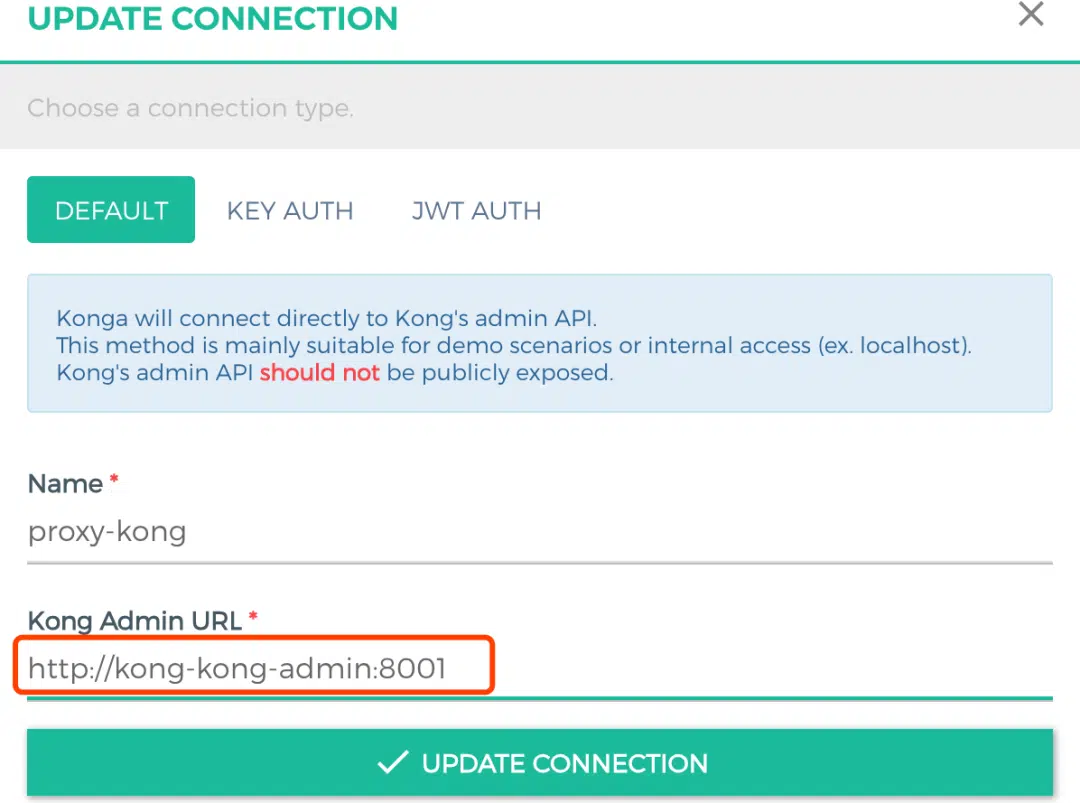 UPDATE CONNECTION
Choose a connection type.
DEFAULT KEY AUTH JWT AUTH
Konga will connect directly to Kong's admin API.
This method is mainly suitable for demo scenarios or internal access (ex. localhost).
Kong's admin API should not be publicly exposed.
Name *
proxy-kong
Kong Admin URL *
http://kong-kong-admin:8001
UPDATE CONNECTION